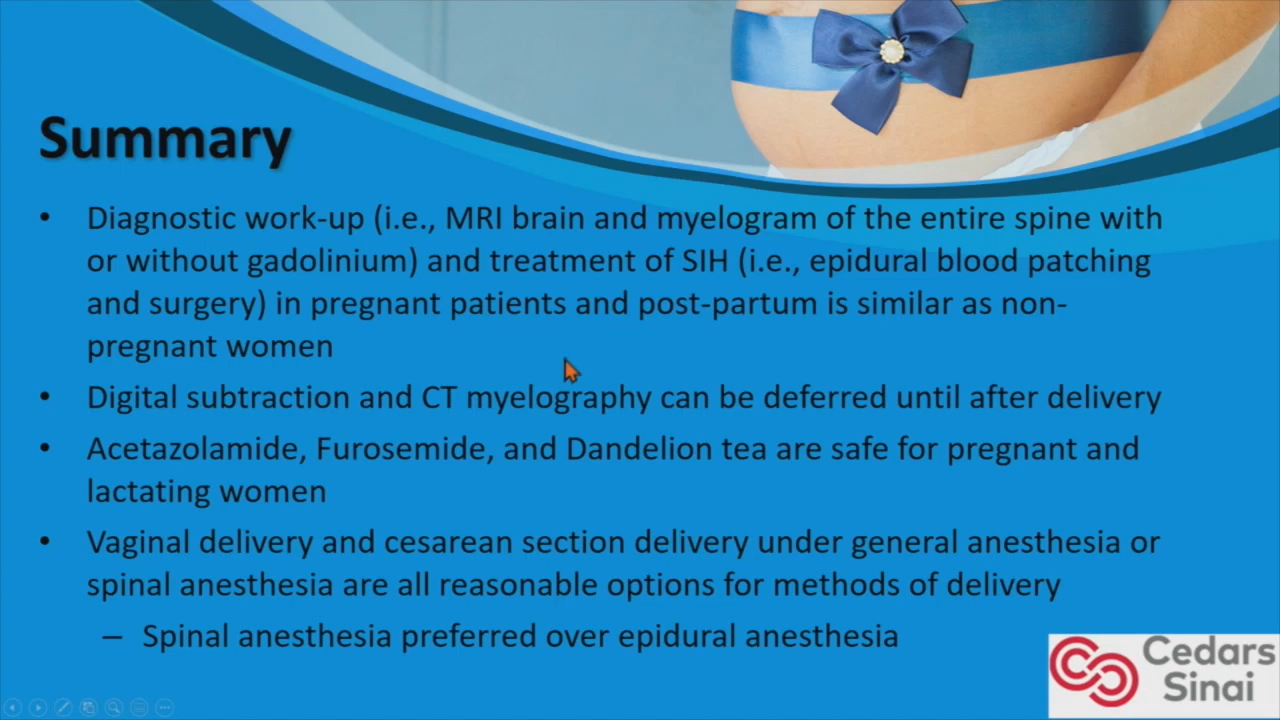 Summary
• Diagnostic work-up (i.e., MRI brain and myelogram of the entire spine with
or without gadolinium) and treatment of SIH (i.e., epidural blood patching
and surgery) in pregnant patients and post-partum is similar as non-
pregnant women
• Digital subtraction and CT myelography can be deferred until after delivery
• Acetazolamide, Furosemide, and Dandelion tea are safe for pregnant and
lactating women
• Vaginal delivery and cesarean section delivery under general anesthesia or
spinal anesthesia are all reasonable options for methods of delivery
– Spinal anesthesia preferred over epidural anesthesia
Cedars
Sinai